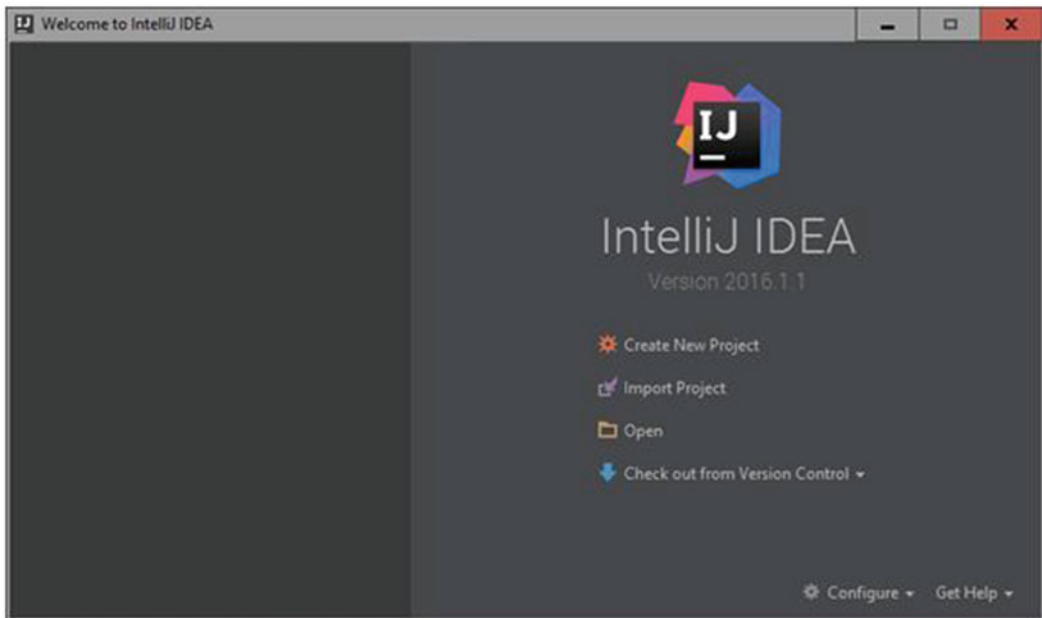 Welcome to IntelliJ IDEA
IJ
IntelliJ IDEA
Version 2016.1.1
Create New Project
Import Project
Open
Check out from Version Control
Configure
Get Help